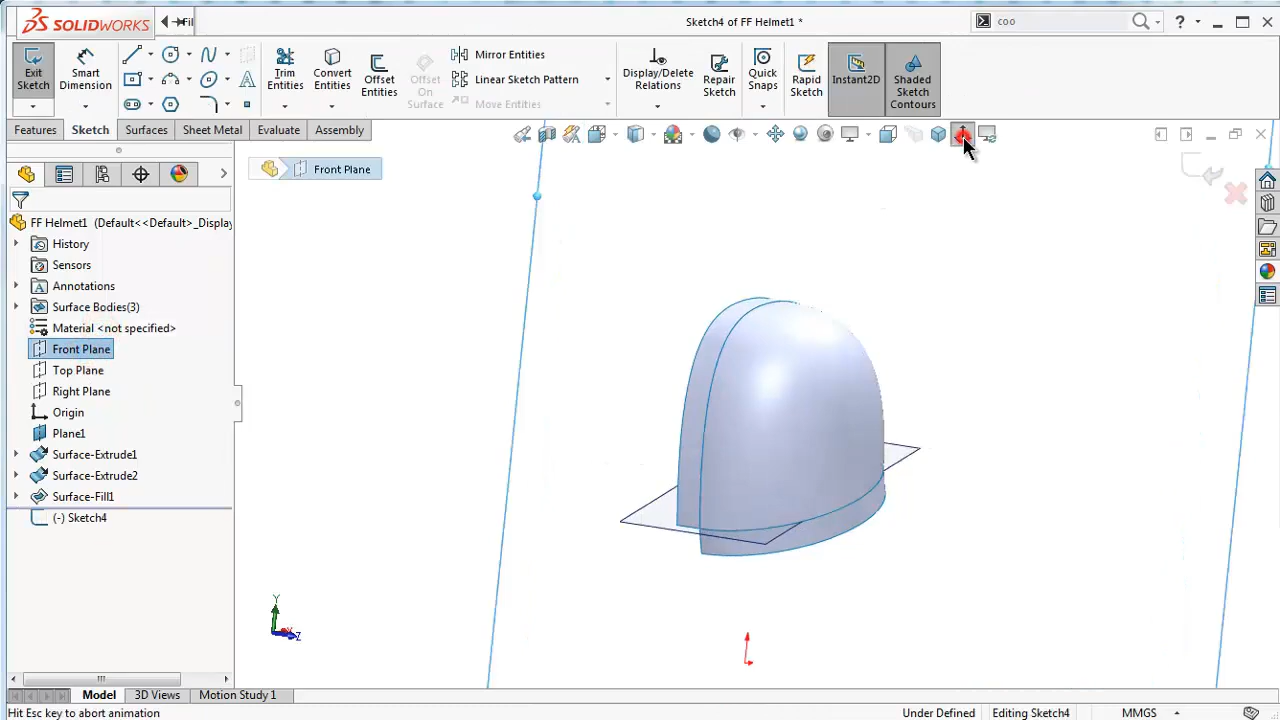 SOLIDWORKS
Fil
Sketch4 of FF Helmet1 *
coo
?
Exit Sketch
Smart Dimension
Trim Entities
Convert Entities
Offset Entities
Offset On Surface
Mirror Entities
Linear Sketch Pattern
Move Entities
Display/Delete Relations
Repair Sketch
Quick Snaps
Rapid Sketch
Instant2D
Shaded Sketch Contours
Features
Sketch
Surfaces
Sheet Metal
Evaluate
Assembly
Front Plane
FF Helmet1 (Default<<Default>_Display
History
Sensors
Annotations
Surface Bodies(3)
Material <not specified>
Front Plane
Top Plane
Right Plane
Origin
Plane1
Surface-Extrude1
Surface-Extrude2
Surface-Fill1
(-) Sketch4
Y
Z
Model
3D Views
Motion Study 1
Hit Esc key to abort animation
Under Defined
Editing Sketch4
MMGS